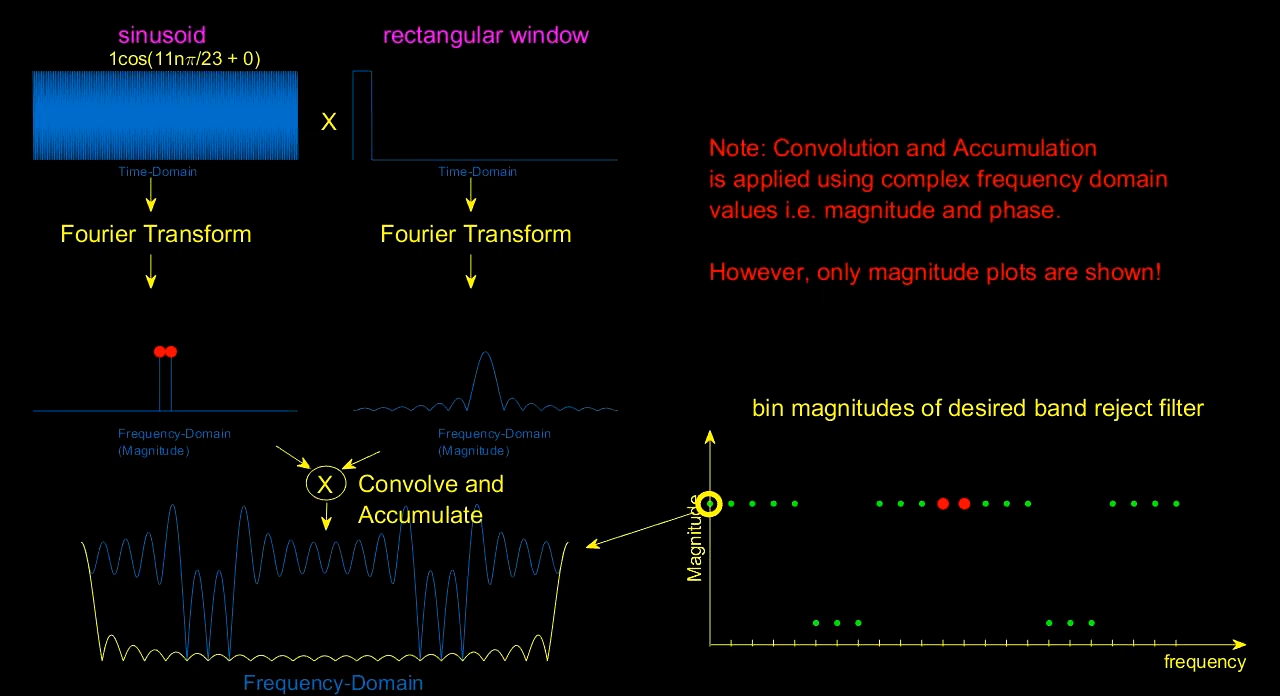 sinusoid
1cos(11nπ/23 + 0)
rectangular window
X
Time-Domain
Time-Domain
Fourier Transform
Fourier Transform
Note: Convolution and Accumulation
is applied using complex frequency domain
values i.e. magnitude and phase.
However, only magnitude plots are shown!
Frequency-Domain
(Magnitude)
Frequency-Domain
(Magnitude)
X
Convolve and
Accumulate
Frequency-Domain
bin magnitudes of desired band reject filter
Magnitude
frequency